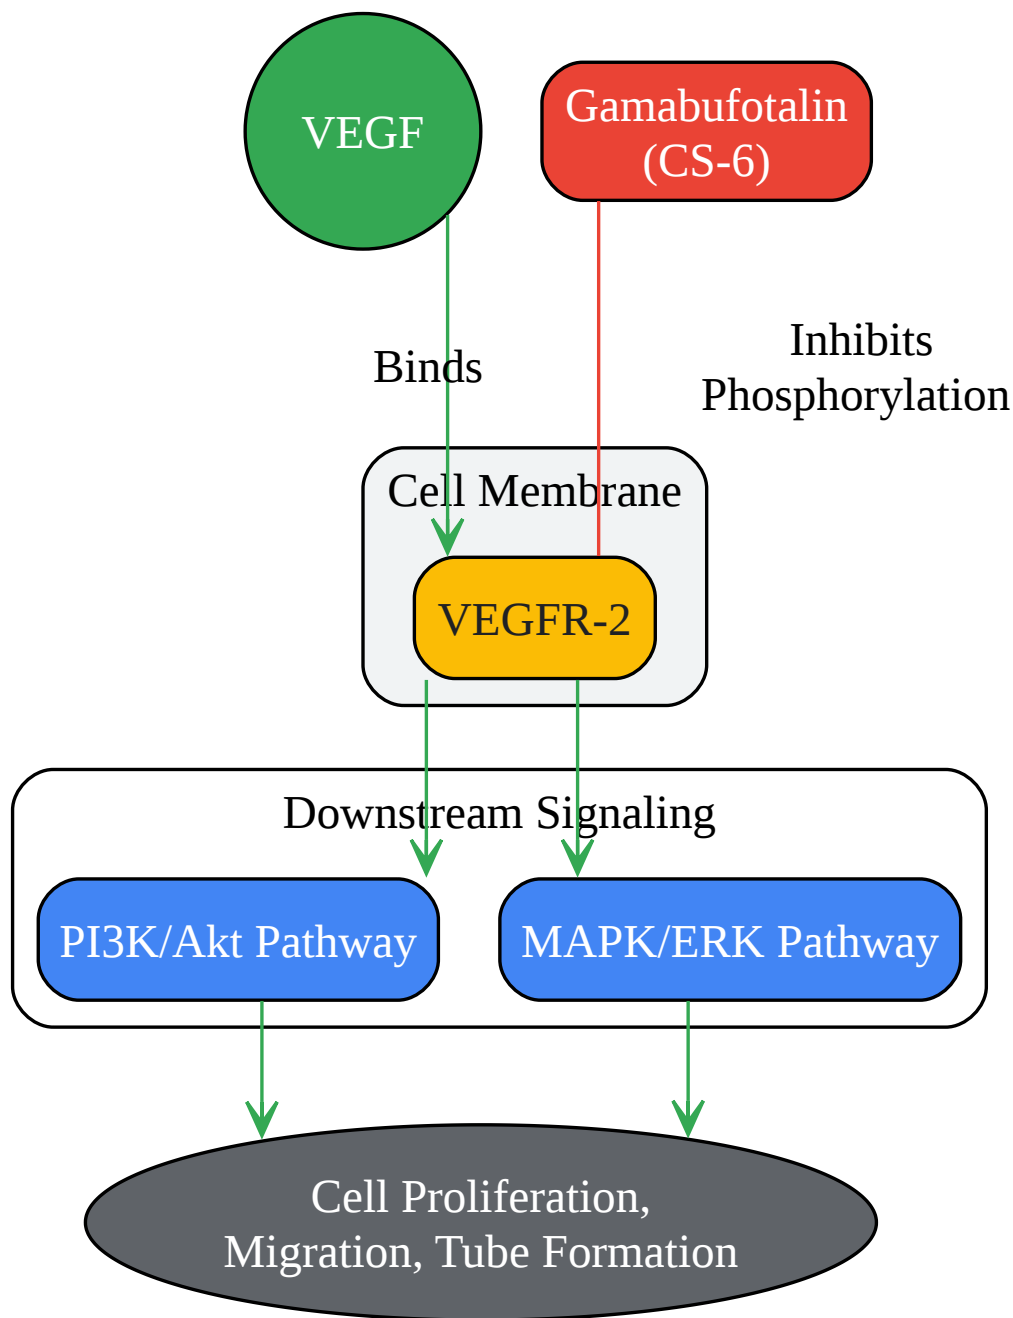 VEGF
Gamabufotalin
(CS-6)
Binds
Inhibits
Phosphorylation
Cell Membrane
VEGFR-2
Downstream Signaling
PI3K/Akt Pathway
MAPK/ERK Pathway
Cell Proliferation,
Migration, Tube Formation